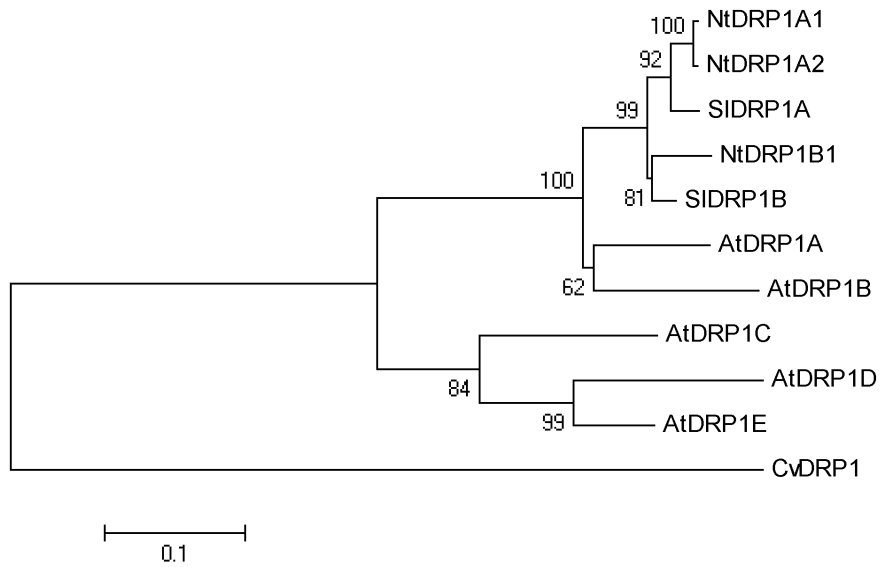 100 NtDRP1A1
92 NtDRP1A2
99 SlDRP1A
NtDRP1B1
100
81 SlDRP1B
AtDRP1A
62 AtDRP1B
AtDRP1C
84 AtDRP1D
99 AtDRP1E
CvDRP1
0.1